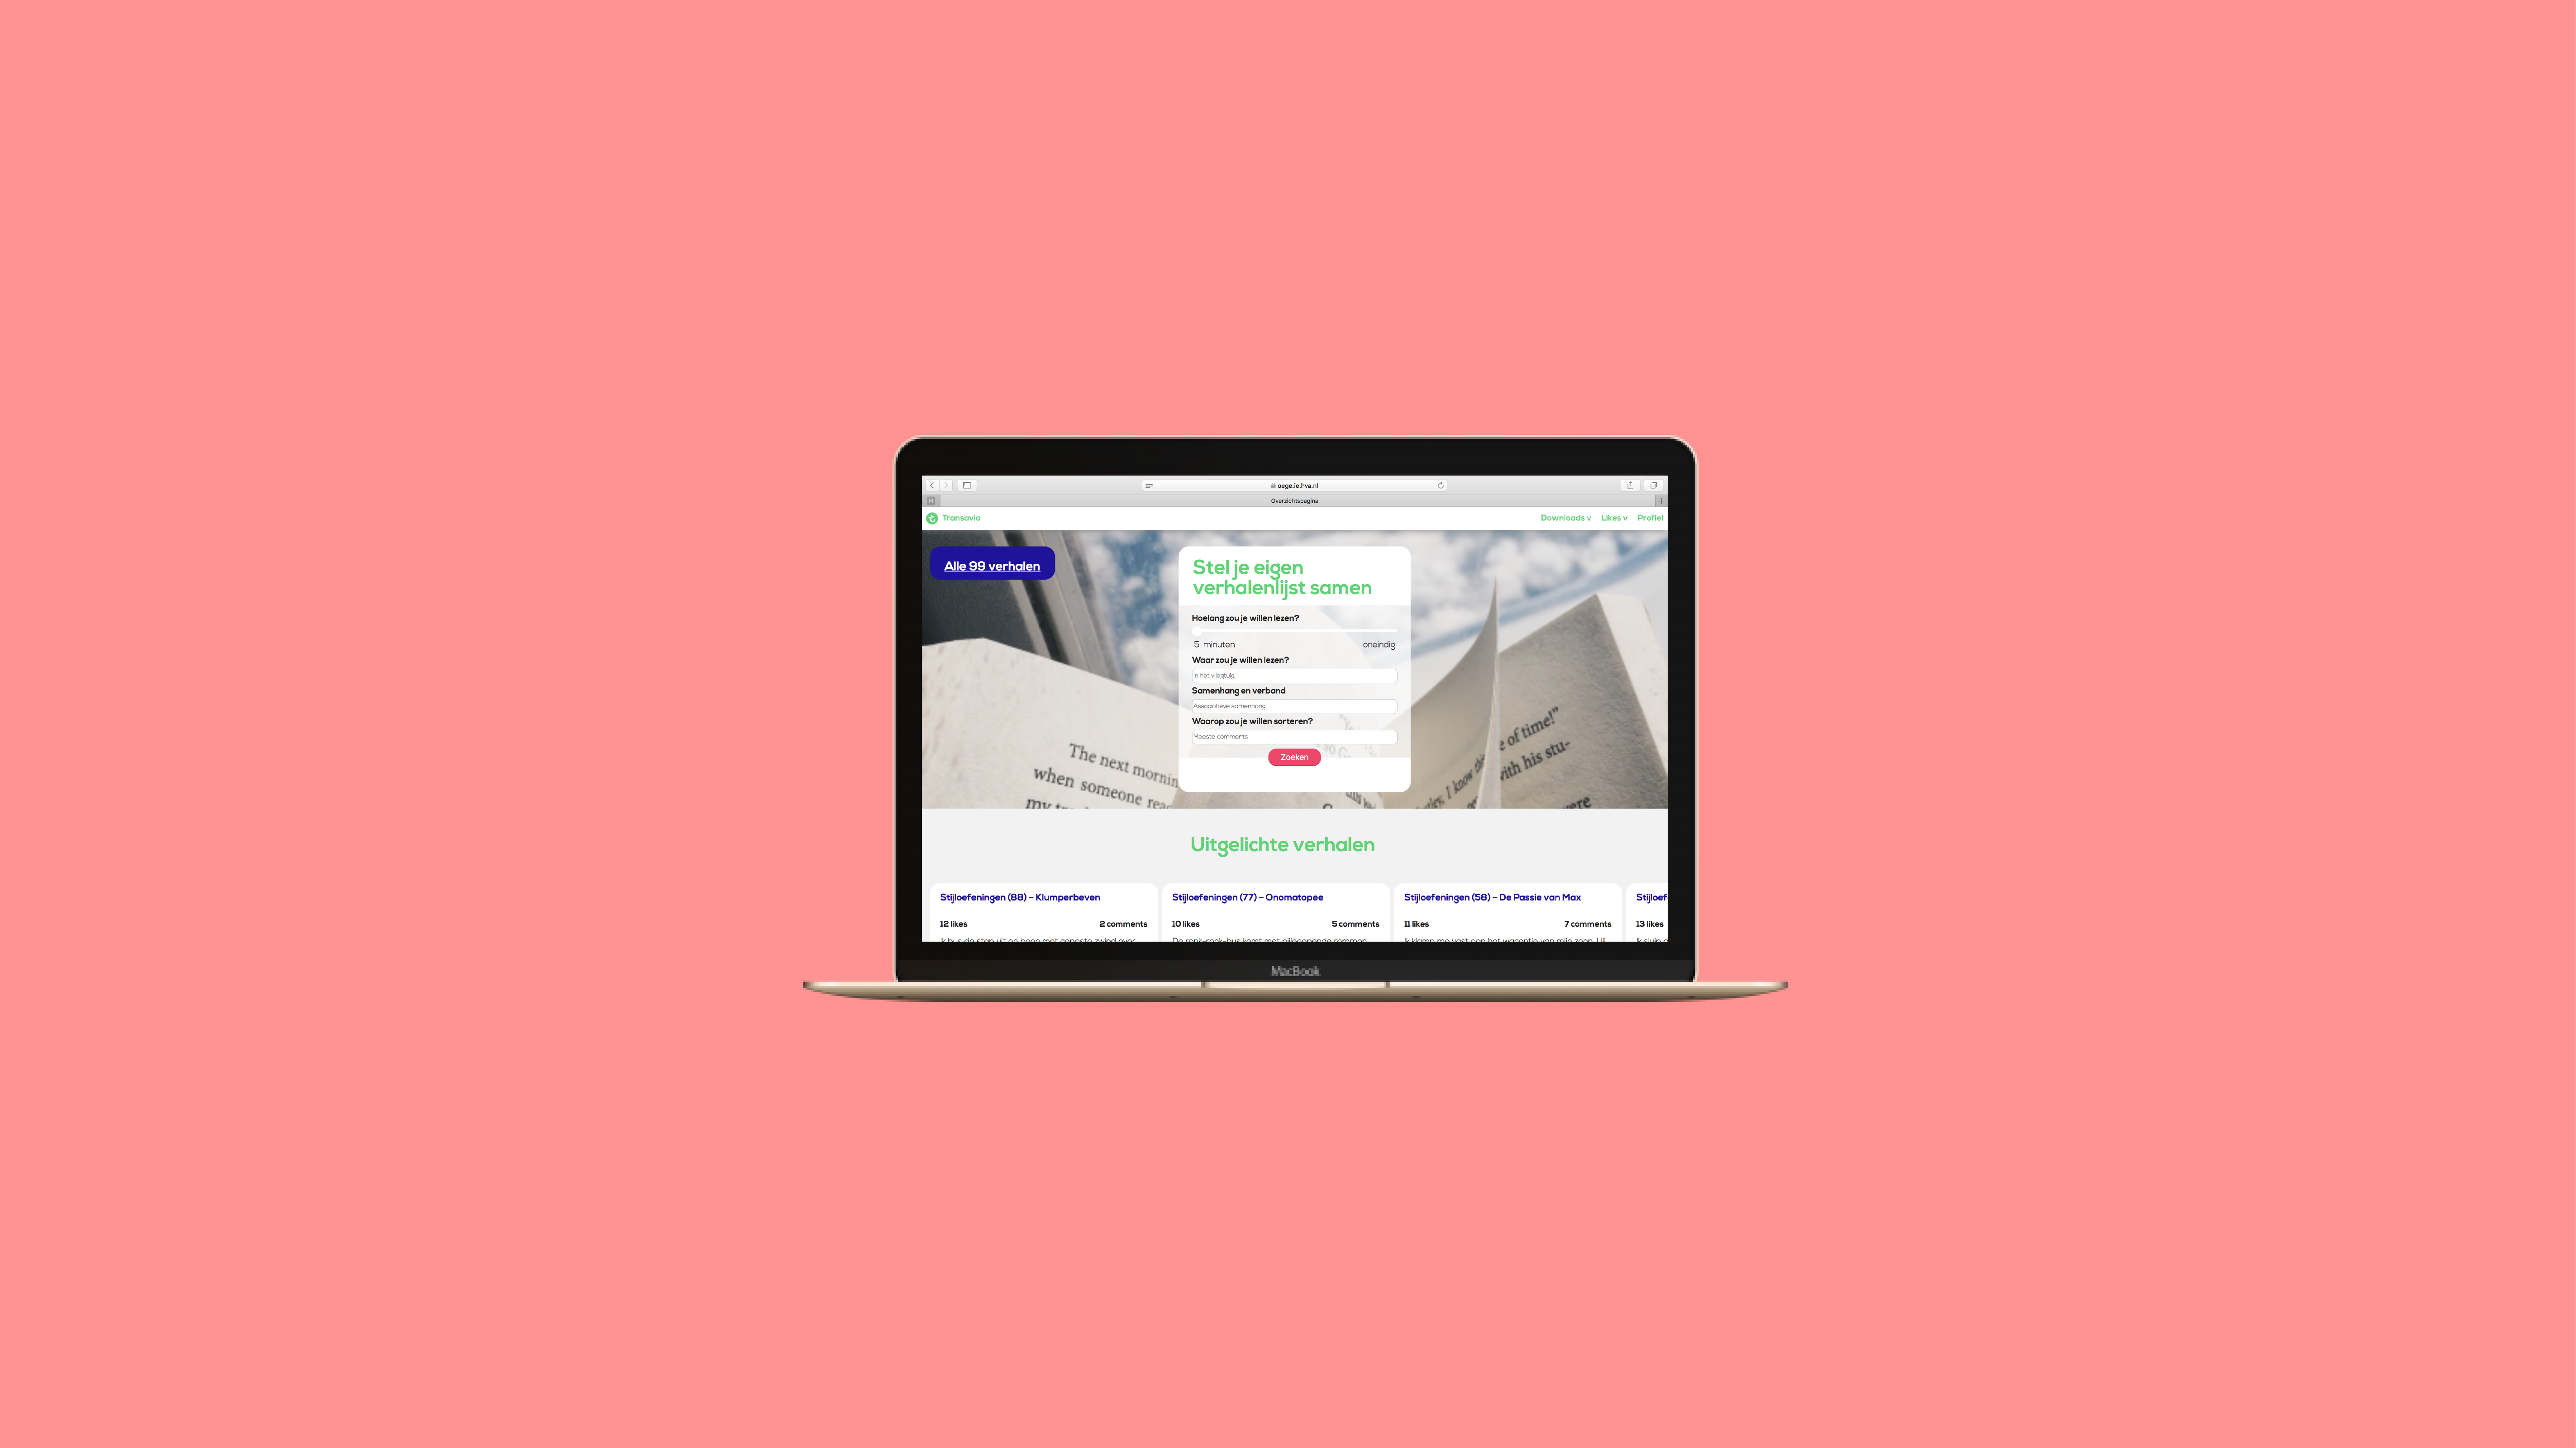 oege.ie.hva.nl
Overzichtspagina
Transavia
Downloads v Likes v Profiel
Alle 99 verhalen
Stel je eigen
verhalenlijst samen
Hoelang zou je willen lezen?
5 minuten oneindig
Waar zou je willen lezen?
In het vliegtuig
Samenhang en verband
Associatieve samenhang
Waarop zou je willen sorteren?
Meeste comments
Zoeken
The next mornin
when someone rea
my
e of time!"
with his stu-
I know
ere
Uitgelichte verhalen
Stijloefeningen (88) – Klumperbeven
12 likes 2 comments
Stijloefeningen (77) – Onomatopee
10 likes 5 comments
Stijloefeningen (58) – De Passie van Max
11 likes 7 comments
Stijloef
13 likes
MacBook